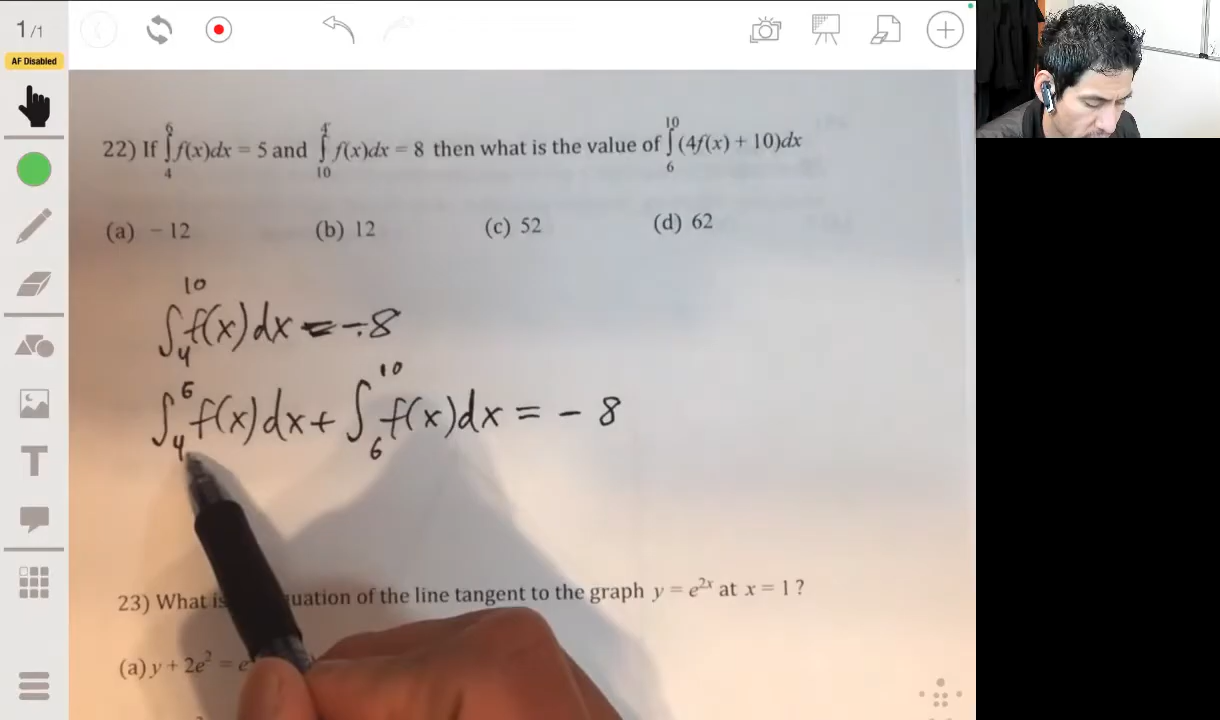 1/1
AF Disabled
22) If ∫₄⁶ f(x)dx = 5 and ∫₁₀⁴ f(x)dx = 8 then what is the value of ∫₆¹⁰ (4f(x) + 10)dx
(a) − 12 (b) 12 (c) 52 (d) 62
∫₄¹⁰ f(x)dx = −8
∫₄⁶ f(x)dx + ∫₆¹⁰ f(x)dx = − 8
23) What is uation of the line tangent to the graph y = e²ˣ at x = 1 ?
(a) y + 2e² = e
T